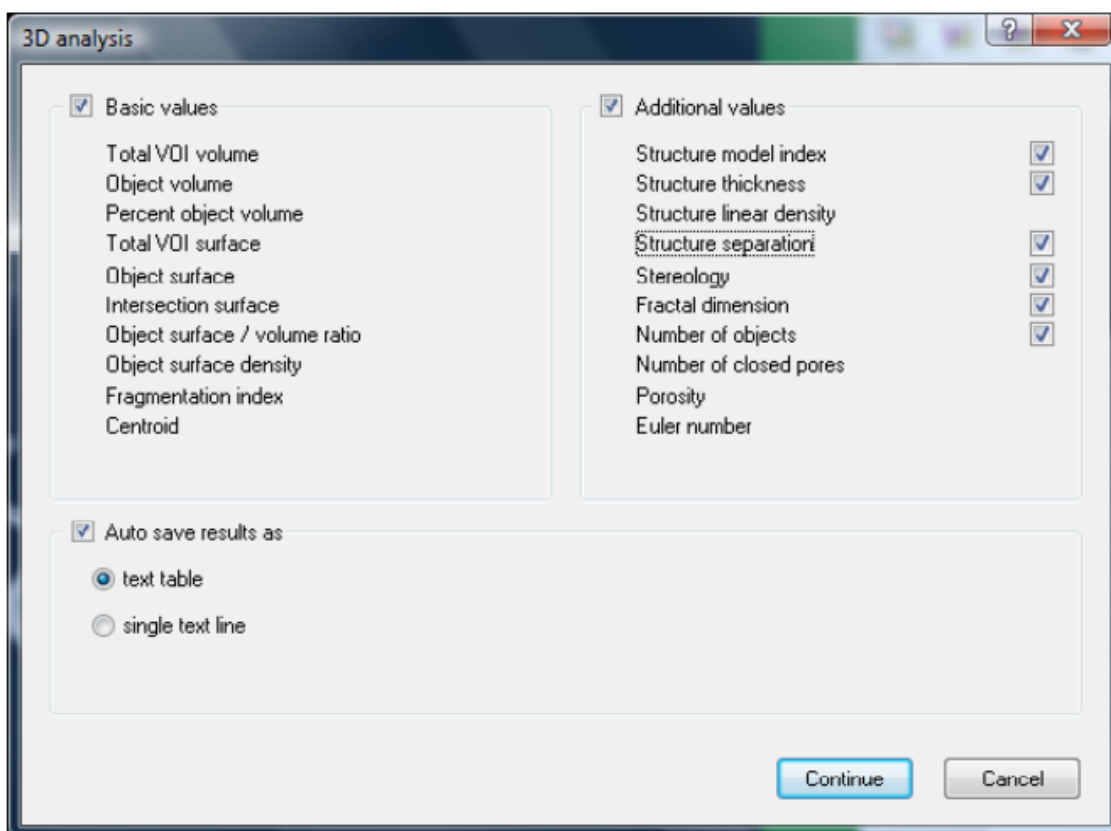 3D analysis
Basic values
Total VOI volume
Object volume
Percent object volume
Total VOI surface
Object surface
Intersection surface
Object surface / volume ratio
Object surface density
Fragmentation index
Centroid
Additional values
Structure model index
Structure thickness
Structure linear density
Structure separation
Stereology
Fractal dimension
Number of objects
Number of closed pores
Porosity
Euler number
Auto save results as
text table
single text line
Continue
Cancel